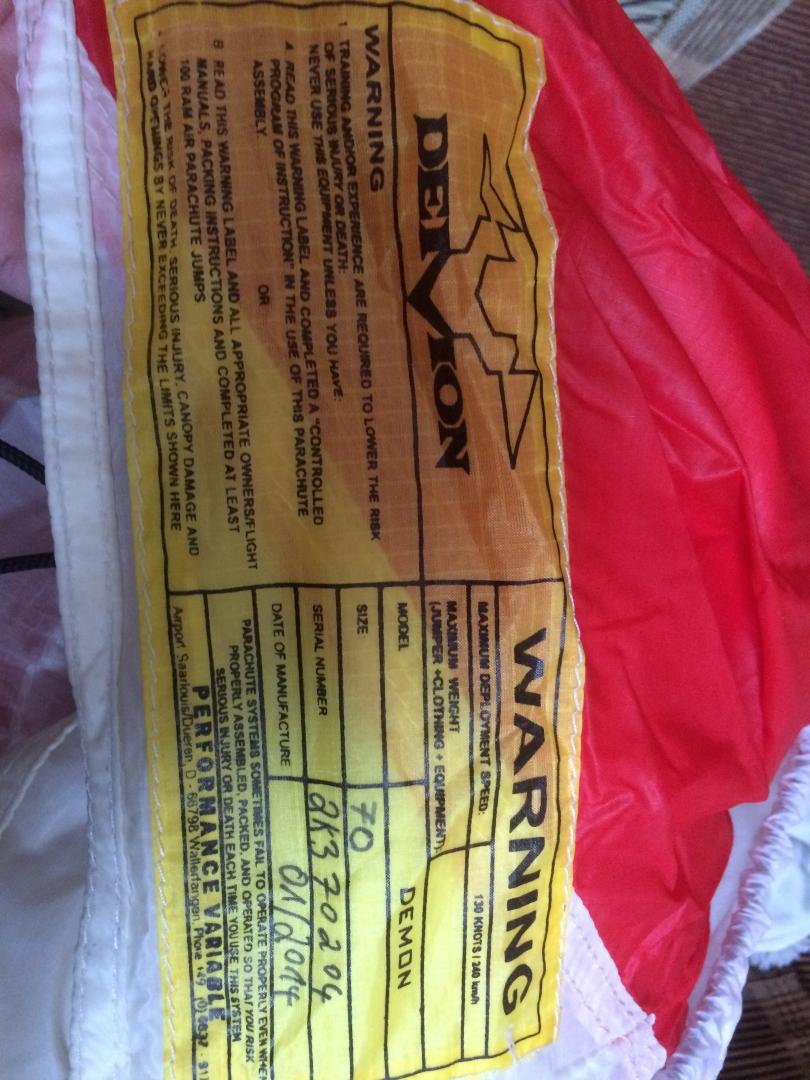 DEMON
WARNING
1 TRAINING AND/OR EXPERIENCE ARE REQUIRED TO LOWER THE RISK
OF SERIOUS INJURY OR DEATH:
NEVER USE THIS EQUIPMENT UNLESS YOU HAVE:
A READ THIS WARNING LABEL AND COMPLETED A "CONTROLLED
PROGRAM OF INSTRUCTION" IN THE USE OF THIS PARACHUTE
ASSEMBLY.
OR
B READ THIS WARNING LABEL AND ALL APPROPRIATE OWNERS/FLIGHT
MANUALS, PACKING INSTRUCTIONS AND COMPLETED AT LEAST
100 RAM AIR PARACHUTE JUMPS
LOWER THE RISK OF DEATH, SERIOUS INJURY, CANOPY DAMAGE AND
HARD OPENINGS BY NEVER EXCEEDING THE LIMITS SHOWN HERE
WARNING
MAXIMUM DEPLOYMENT SPEED: 130 KNOTS / 240 km/h
MAXIMUM WEIGHT
(JUMPER +CLOTHING + EQUIPMENT)
MODEL DEMON
SIZE 70
SERIAL NUMBER 2K370204
DATE OF MANUFACTURE 01/2014
PARACHUTE SYSTEMS SOMETIMES FAIL TO OPERATE PROPERLY EVEN WHEN
PROPERLY ASSEMBLED, PACKED, AND OPERATED SO THAT YOU RISK
SERIOUS INJURY OR DEATH EACH TIME YOU USE THIS SYSTEM
PERFORMANCE VARIABLE
Airport Saarlouis/Dueren, D - 66798 Wallerfangen, Phone +49